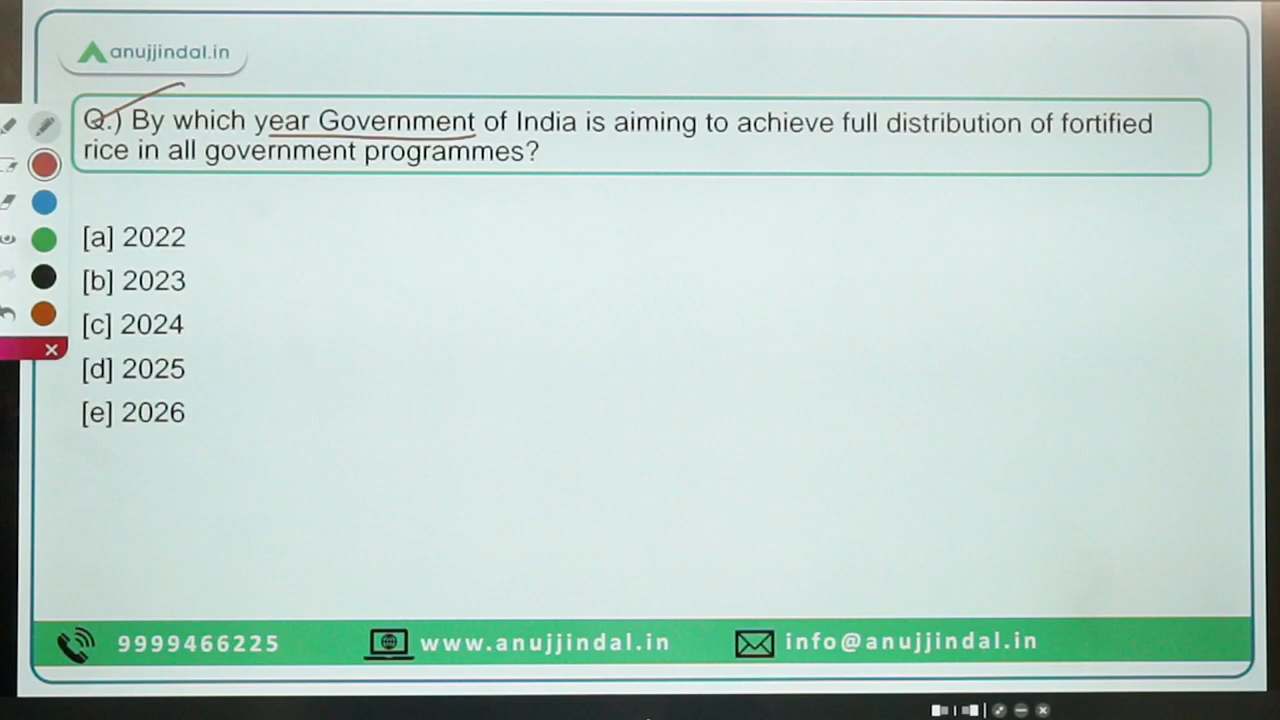 anujjindal.in
Q.) By which year Government of India is aiming to achieve full distribution of fortified
rice in all government programmes?
[a] 2022
[b] 2023
[c] 2024
[d] 2025
[e] 2026
9999466225 www.anujjindal.in info@anujjindal.in